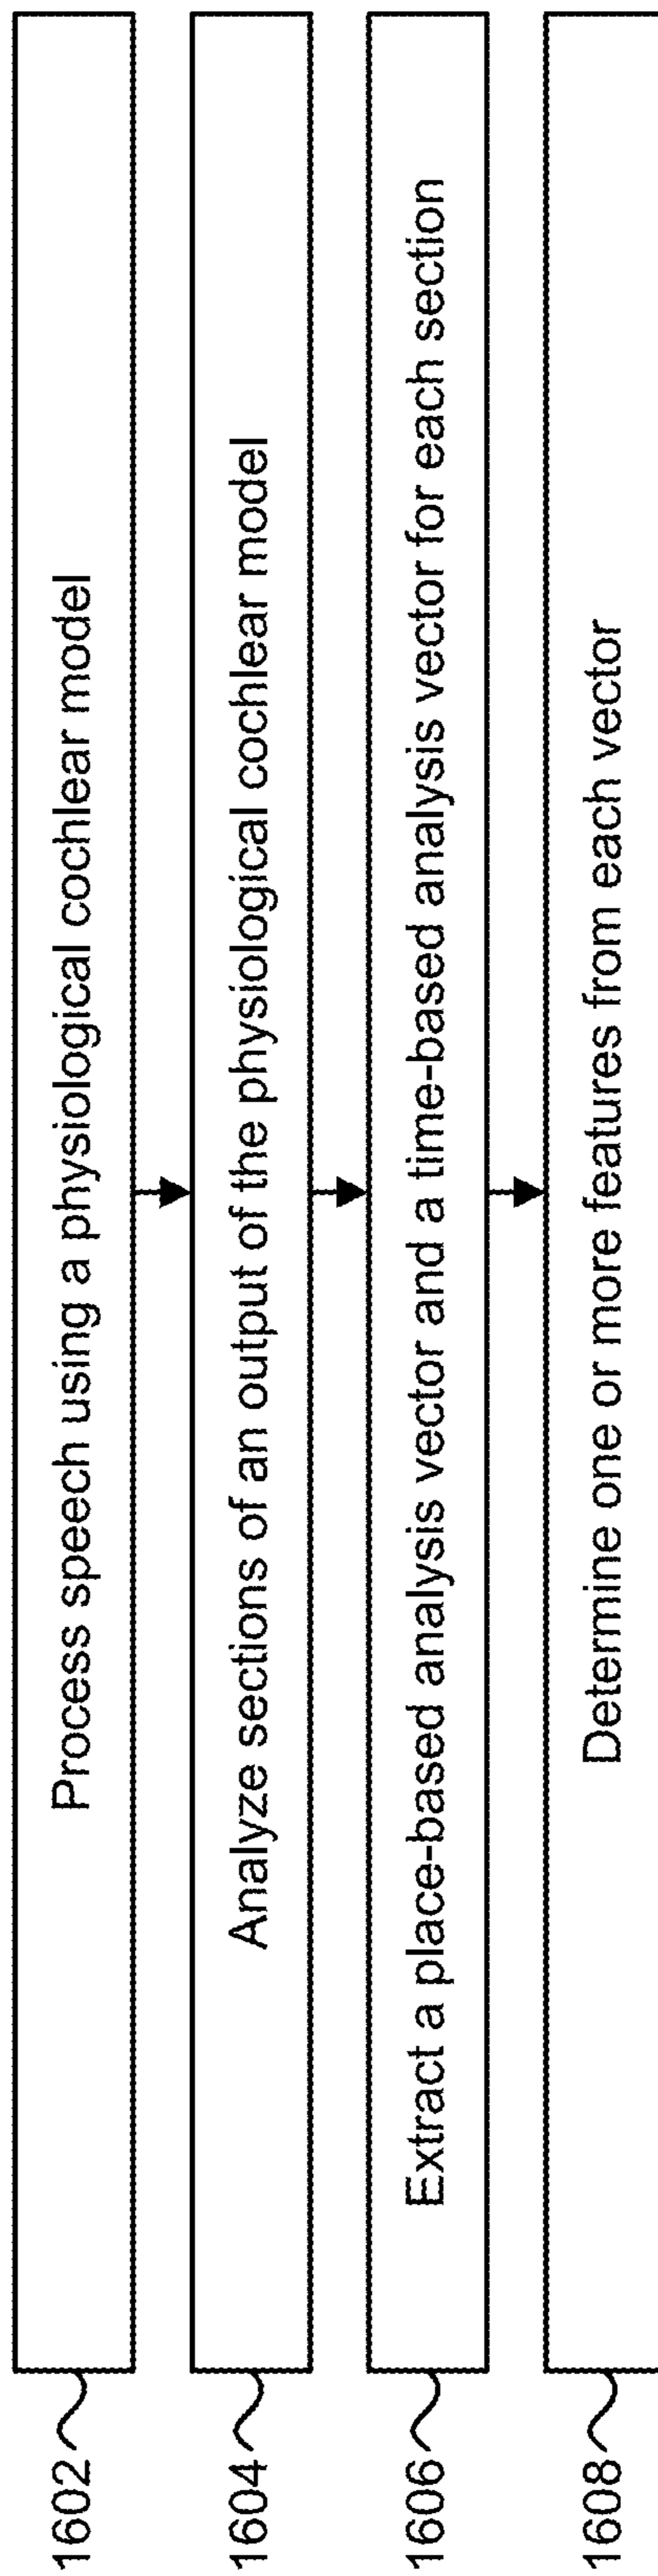 1602
Process speech using a physiological cochlear model
1604
Analyze sections of an output of the physiological cochlear model
1606
Extract a place-based analysis vector and a time-based analysis vector for each section
1608
Determine one or more features from each vector